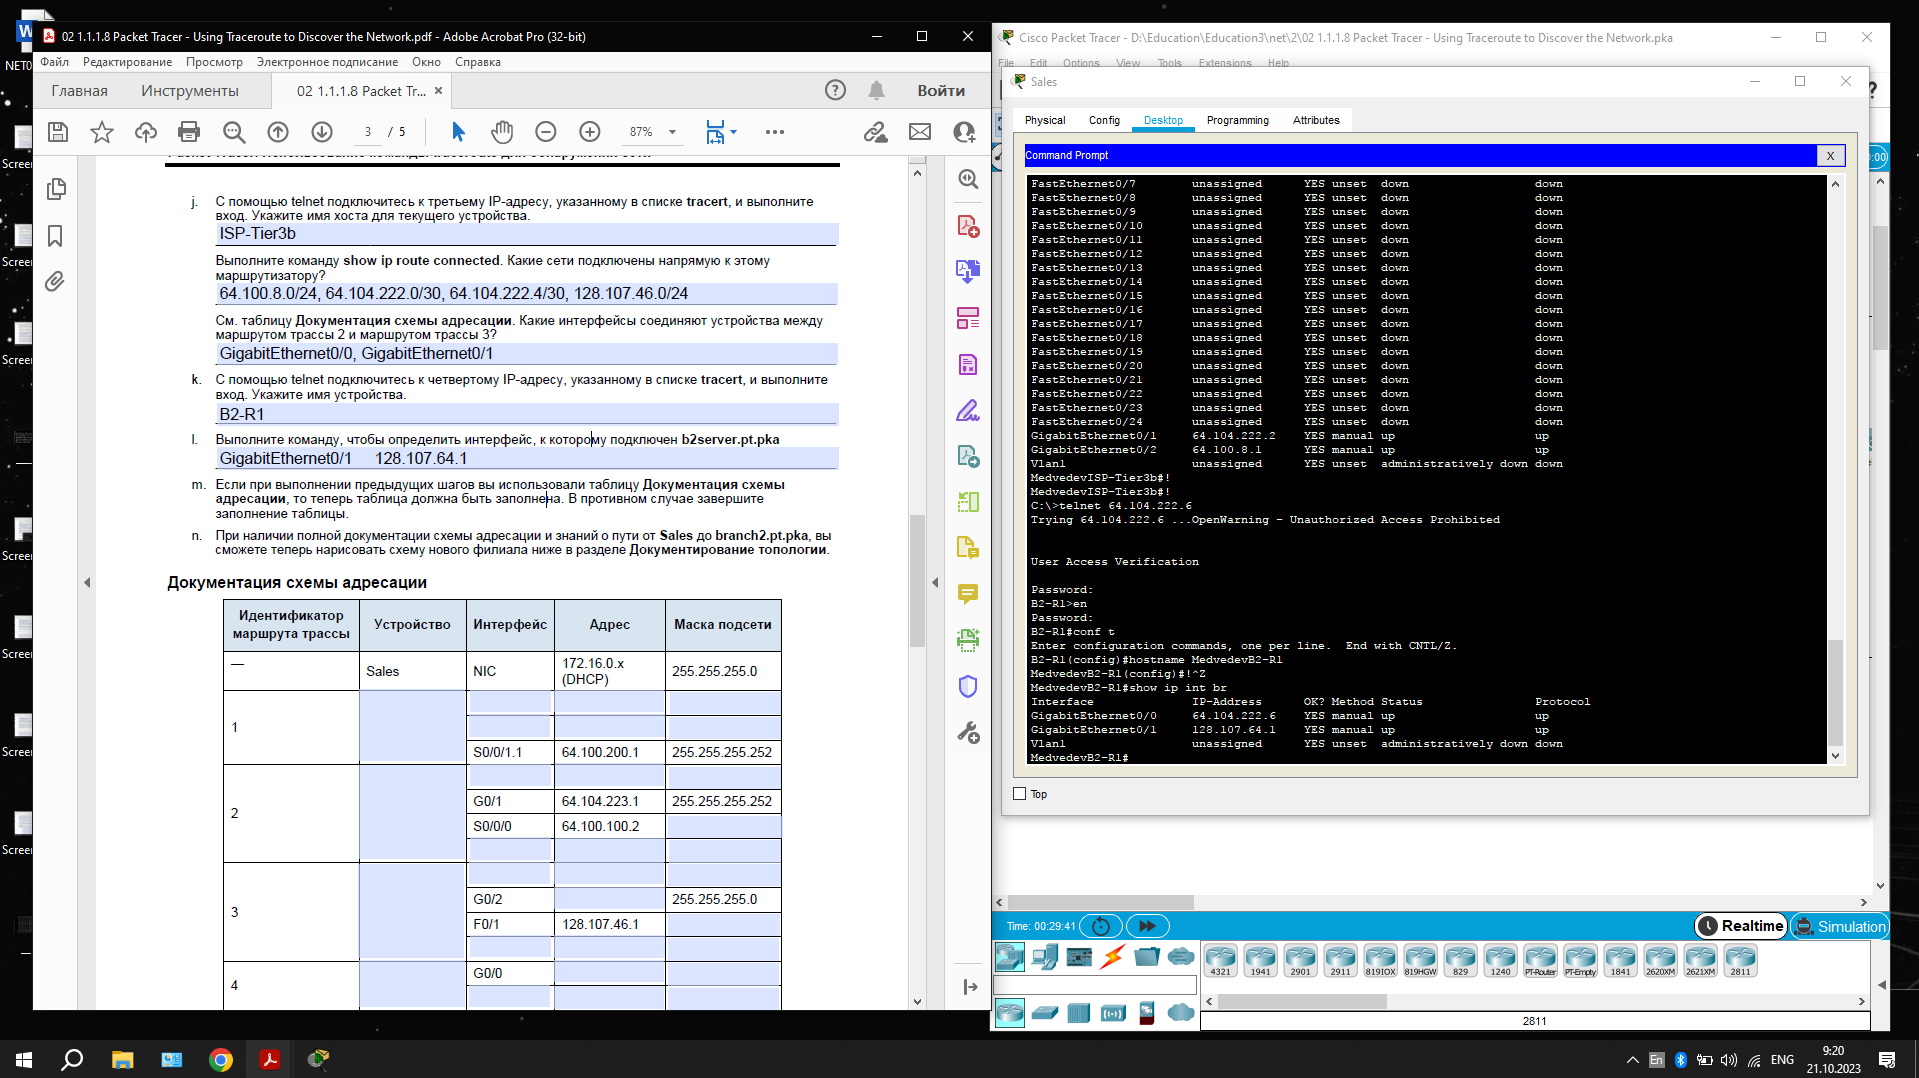 02 1.1.1.8 Packet Tracer - Using Traceroute to Discover the Network.pdf - Adobe Acrobat Pro (32-bit)
Файл Редактирование Просмотр Электронное подписание Окно Справка
Главная Инструменты 02 1.1.1.8 Packet Tr... Войти
3 / 5 87%
j. С помощью telnet подключитесь к третьему IP-адресу, указанному в списке tracert, и выполните
вход. Укажите имя хоста для текущего устройства.
ISP-Tier3b
Выполните команду show ip route connected. Какие сети подключены напрямую к этому
маршрутизатору?
64.100.8.0/24, 64.104.222.0/30, 64.104.222.4/30, 128.107.46.0/24
См. таблицу Документация схемы адресации. Какие интерфейсы соединяют устройства между
маршрутом трассы 2 и маршрутом трассы 3?
GigabitEthernet0/0, GigabitEthernet0/1
k. С помощью telnet подключитесь к четвертому IP-адресу, указанному в списке tracert, и выполните
вход. Укажите имя устройства.
B2-R1
l. Выполните команду, чтобы определить интерфейс, к которому подключен b2server.pt.pka
GigabitEthernet0/1 128.107.64.1
m. Если при выполнении предыдущих шагов вы использовали таблицу Документация схемы
адресации, то теперь таблица должна быть заполнена. В противном случае завершите
заполнение таблицы.
n. При наличии полной документации схемы адресации и знаний о пути от Sales до branch2.pt.pka, вы
сможете теперь нарисовать схему нового филиала ниже в разделе Документирование топологии.
Документация схемы адресации
Идентификатор маршрута трассы Устройство Интерфейс Адрес Маска подсети
— Sales NIC 172.16.0.x (DHCP) 255.255.255.0
1
S0/0/1.1 64.100.200.1 255.255.255.252
2
G0/1 64.104.223.1 255.255.255.252
S0/0/0 64.100.100.2
3
G0/2 255.255.255.0
F0/1 128.107.46.1
4
G0/0
Cisco Packet Tracer - D:\Education\Education3\net\2\02 1.1.1.8 Packet Tracer - Using Traceroute to Discover the Network.pka
File Edit Options View Tools Extensions Help
Sales
Physical Config Desktop Programming Attributes
Command Prompt X
FastEthernet0/7 unassigned YES unset down down
FastEthernet0/8 unassigned YES unset down down
FastEthernet0/9 unassigned YES unset down down
FastEthernet0/10 unassigned YES unset down down
FastEthernet0/11 unassigned YES unset down down
FastEthernet0/12 unassigned YES unset down down
FastEthernet0/13 unassigned YES unset down down
FastEthernet0/14 unassigned YES unset down down
FastEthernet0/15 unassigned YES unset down down
FastEthernet0/16 unassigned YES unset down down
FastEthernet0/17 unassigned YES unset down down
FastEthernet0/18 unassigned YES unset down down
FastEthernet0/19 unassigned YES unset down down
FastEthernet0/20 unassigned YES unset down down
FastEthernet0/21 unassigned YES unset down down
FastEthernet0/22 unassigned YES unset down down
FastEthernet0/23 unassigned YES unset down down
FastEthernet0/24 unassigned YES unset down down
GigabitEthernet0/1 64.104.222.2 YES manual up up
GigabitEthernet0/2 64.100.8.1 YES manual up up
Vlan1 unassigned YES unset administratively down down
MedvedevISP-Tier3b#!
MedvedevISP-Tier3b#!
C:\>telnet 64.104.222.6
Trying 64.104.222.6 ...OpenWarning - Unauthorized Access Prohibited
User Access Verification
Password:
B2-R1>en
Password:
B2-R1#conf t
Enter configuration commands, one per line. End with CNTL/Z.
B2-R1(config)#hostname MedvedevB2-R1
MedvedevB2-R1(config)#!^Z
MedvedevB2-R1#show ip int br
Interface IP-Address OK? Method Status Protocol
GigabitEthernet0/0 64.104.222.6 YES manual up up
GigabitEthernet0/1 128.107.64.1 YES manual up up
Vlan1 unassigned YES unset administratively down down
MedvedevB2-R1#
Top
Time: 00:29:41 Realtime Simulation
4321 1941 2901 2911 819IOX 819HGW 829 1240 PT-Router PT-Empty 1841 2620XM 2621XM 2811
2811
NET0
Screer
Screer
Screer
Screer
Screer
Screer
Screer
Screer
ENG
9:20
21.10.2023